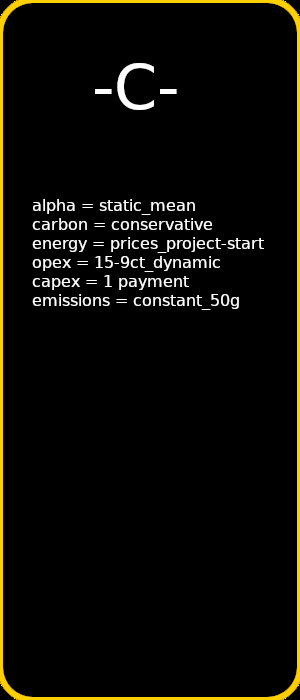 -C-
alpha = static_mean
carbon = conservative
energy = prices_project-start
opex = 15-9ct_dynamic
capex = 1 payment
emissions = constant_50g